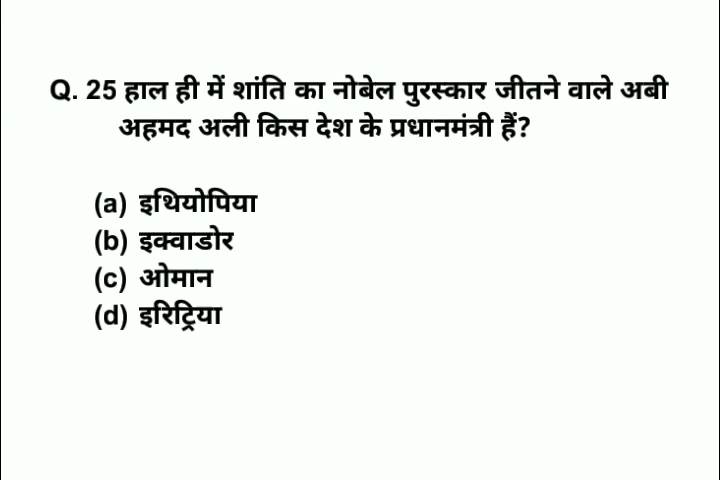 Q. 25 हाल ही में शांति का नोबेल पुरस्कार जीतने वाले अबी
अहमद अली किस देश के प्रधानमंत्री हैं?
(a) इथियोपिया
(b) इक्वाडोर
(c) ओमान
(d) इरिट्रिया